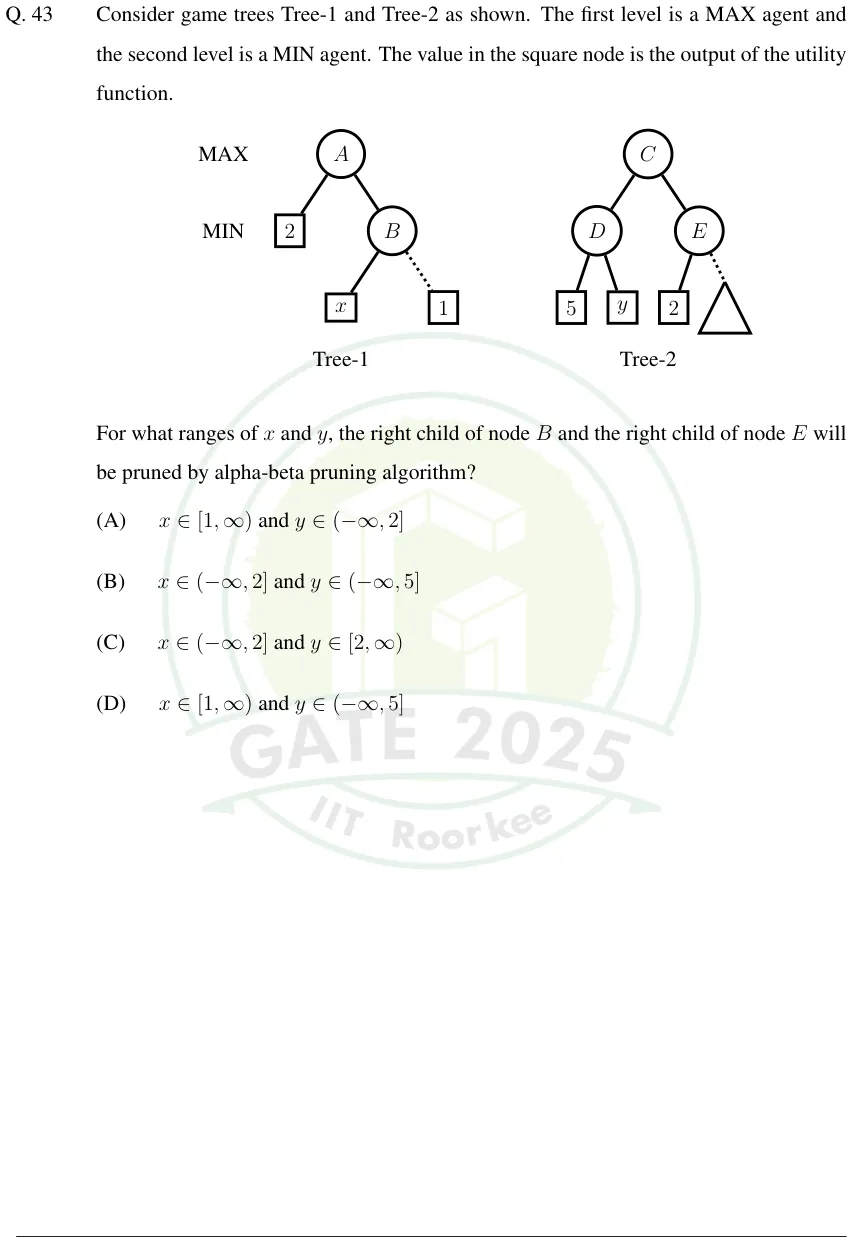 Q. 43 Consider game trees Tree-1 and Tree-2 as shown. The first level is a MAX agent and
the second level is a MIN agent. The value in the square node is the output of the utility
function.
MAX A C
MIN 2 B D E
x 1 5 y 2
Tree-1 Tree-2
For what ranges of x and y, the right child of node B and the right child of node E will
be pruned by alpha-beta pruning algorithm?
(A) x ∈ [1, ∞) and y ∈ (−∞, 2]
(B) x ∈ (−∞, 2] and y ∈ (−∞, 5]
(C) x ∈ (−∞, 2] and y ∈ [2, ∞)
(D) x ∈ [1, ∞) and y ∈ (−∞, 5]
GATE 2025
IIT Roorkee